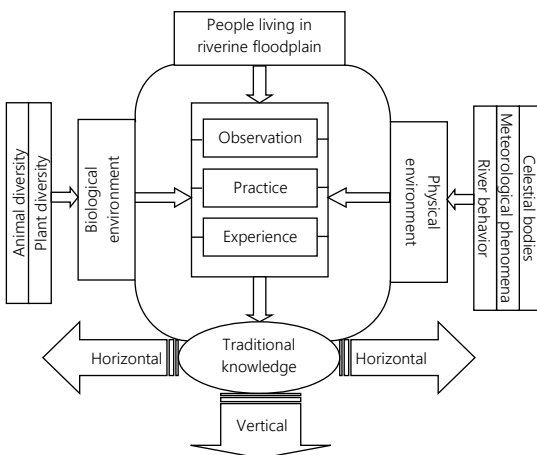 People living in
riverine floodplain
Observation
Practice
Experience
Animal diversity
Plant diversity
Biological
environment
Physical
environment
Celestial bodies
Meteorological phenomena
River behavior
Traditional
knowledge
Horizontal
Horizontal
Vertical